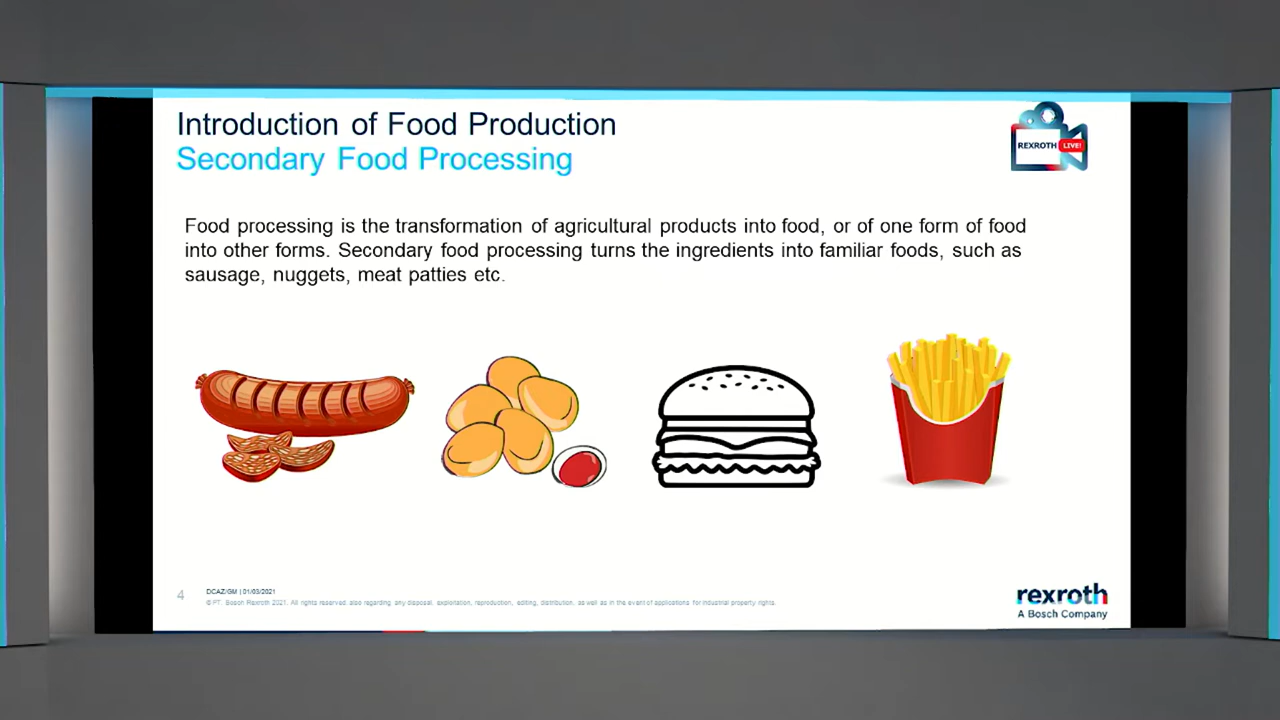 Introduction of Food Production
Secondary Food Processing
REXROTH LIVE!
Food processing is the transformation of agricultural products into food, or of one form of food
into other forms. Secondary food processing turns the ingredients into familiar foods, such as
sausage, nuggets, meat patties etc.
4
DCAZ/GM | 01/03/2021
© PT. Bosch Rexroth 2021. All rights reserved also regarding any disposal, exploitation, reproduction, editing, distribution, as well as in the event of applications for industrial property rights.
rexroth
A Bosch Company